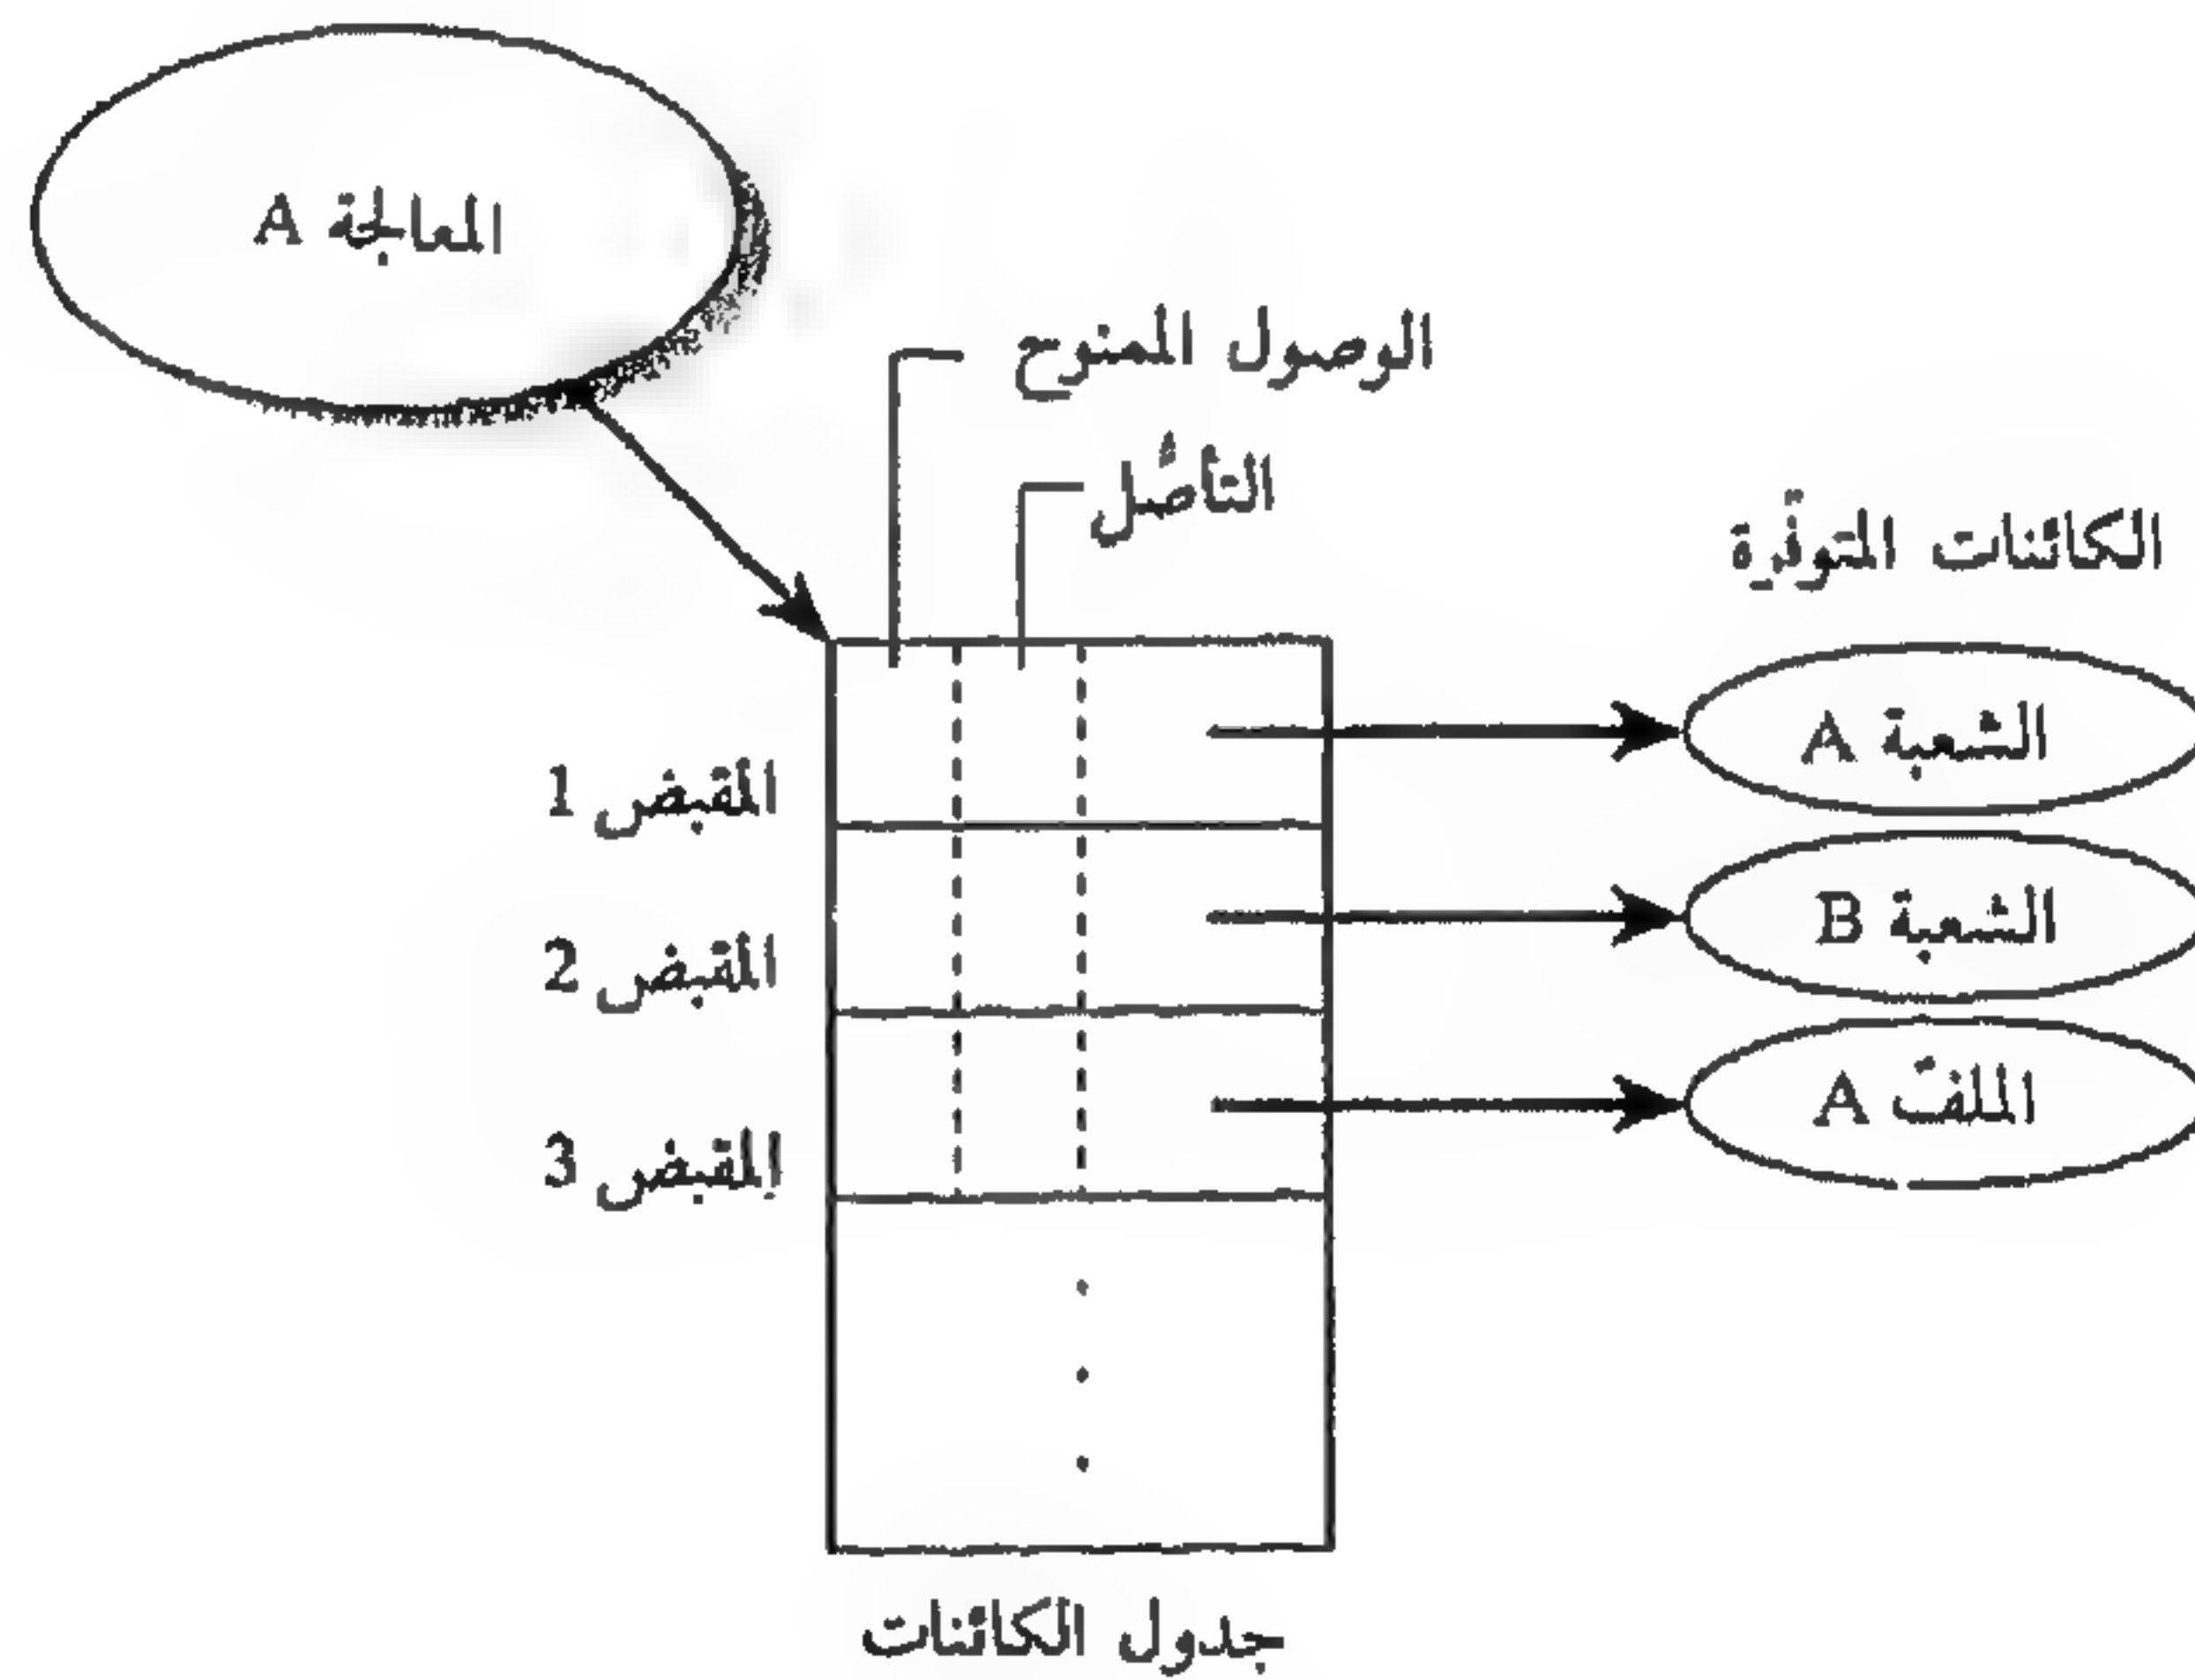 المعالجة A
الوصول الممنوح
التأصُّل
الكائنات المتوفّرة
المقبض 1
المقبض 2
المقبض 3
الشعبة A
الشعبة B
الملفّ A
جدول الكائنات